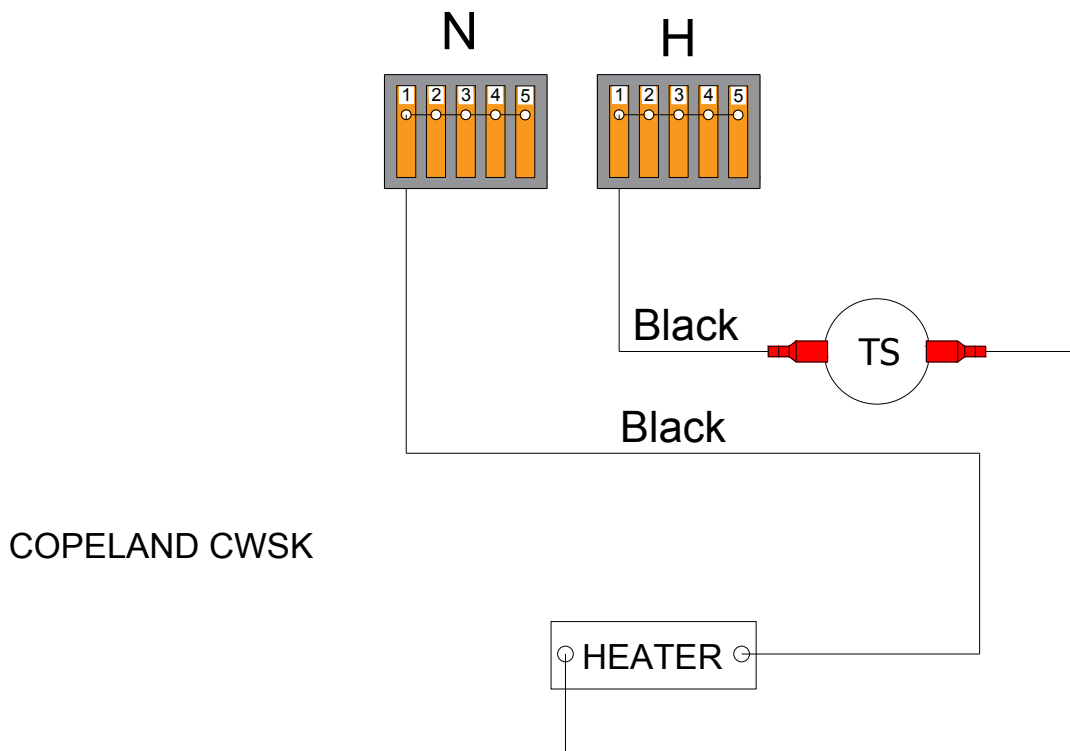 N H
1 2 3 4 5 1 2 3 4 5
Black
TS
Black
COPELAND CWSK
HEATER